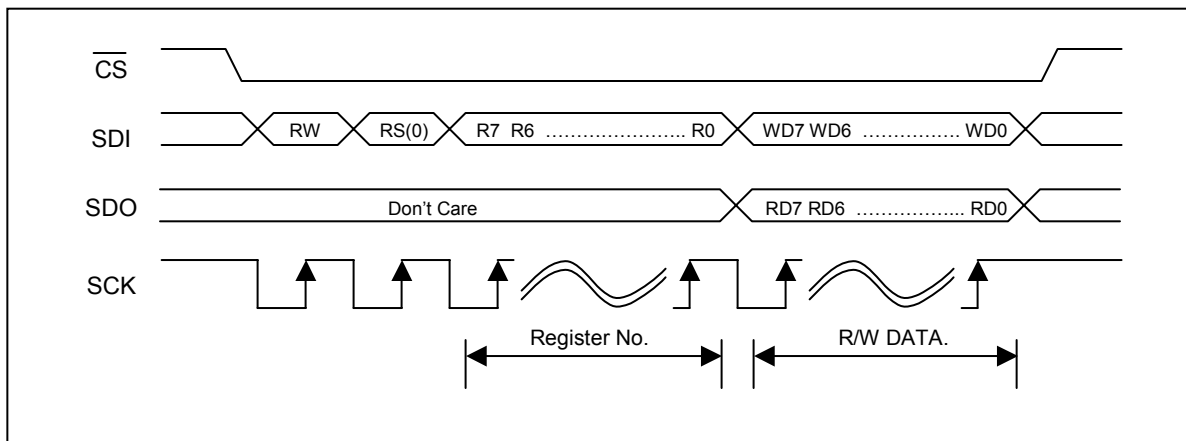 CS
SDI RW RS(0) R7 R6 ........................ R0 WD7 WD6 ................. WD0
SDO Don't Care RD7 RD6 ................... RD0
SCK
Register No. R/W DATA.